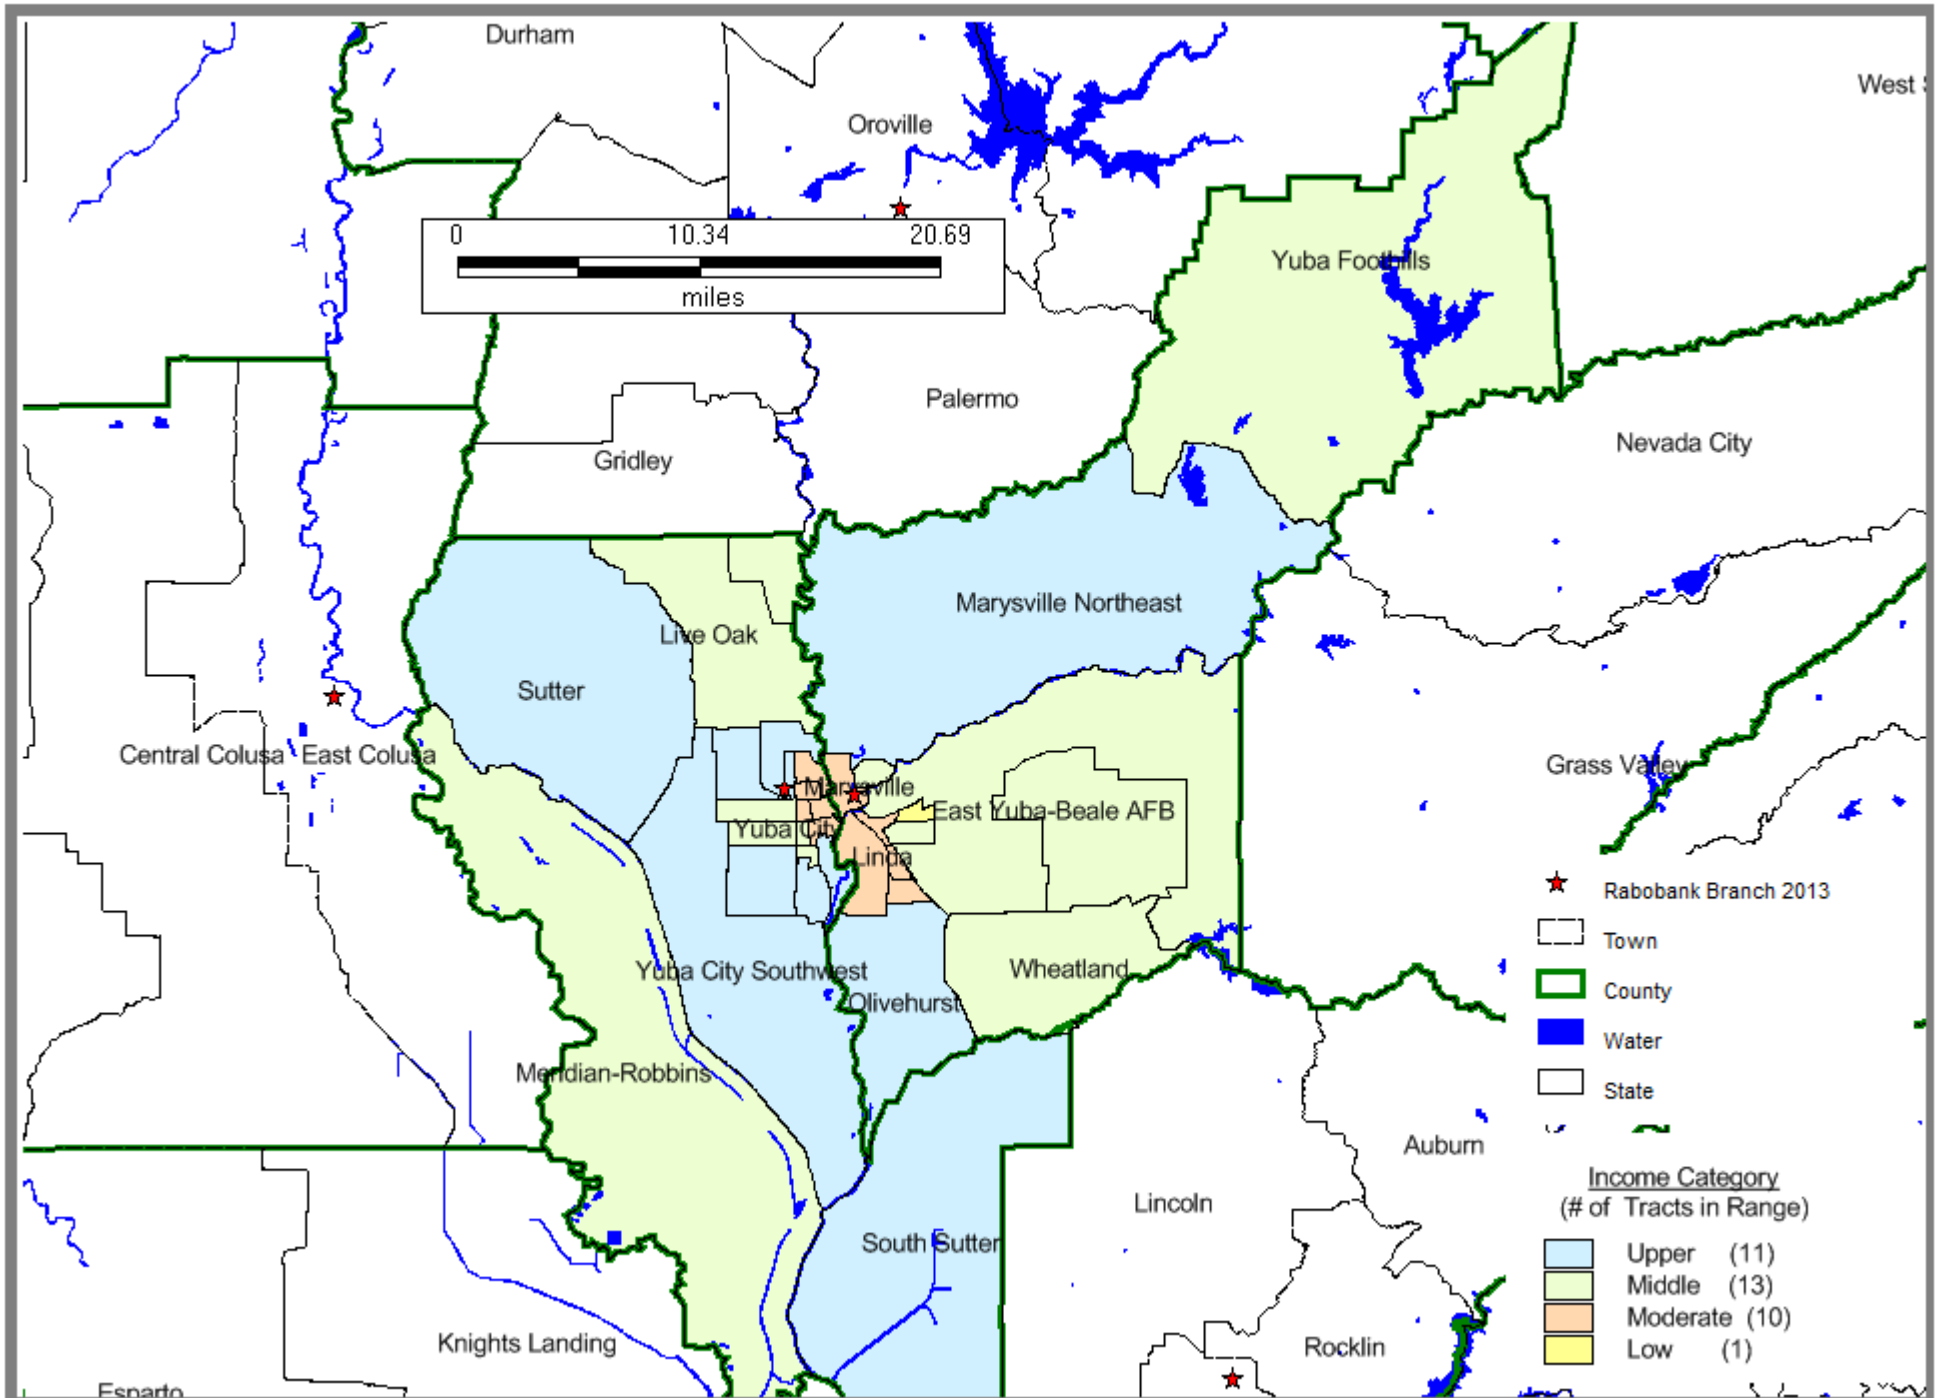 Durham
West S
Oroville
0 10.34 20.69
miles
Yuba Foothills
Palermo
Nevada City
Gridley
Marysville Northeast
Live Oak
Sutter
Central Colusa East Colusa
Grass Valley
Marysville
East Yuba-Beale AFB
Yuba City
Linda
Rabobank Branch 2013
Town
Yuba City Southwest
Wheatland
County
Olivehurst
Water
Meridian-Robbins
State
Auburn
Income Category
(# of Tracts in Range)
Lincoln
South Sutter
Upper (11)
Middle (13)
Moderate (10)
Knights Landing
Rocklin
Low (1)
Esparto